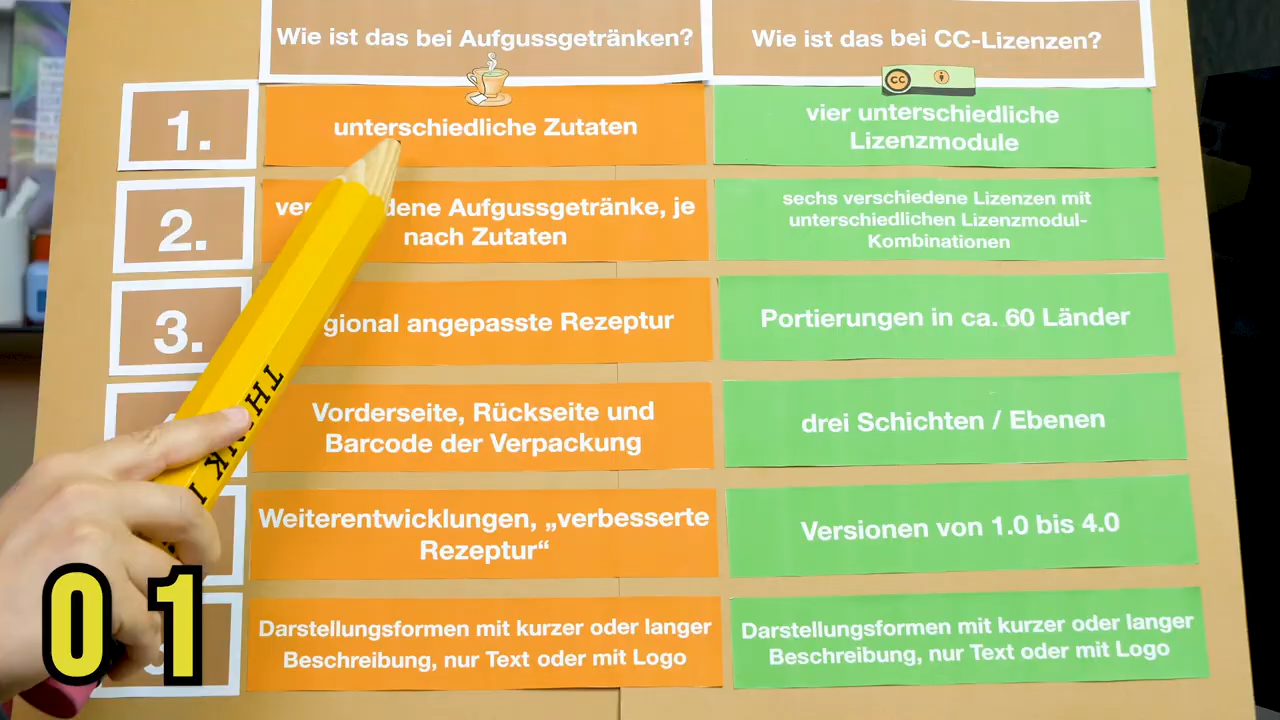 Wie ist das bei Aufgussgetränken?
Wie ist das bei CC-Lizenzen?
CC
1.
unterschiedliche Zutaten
vier unterschiedliche
Lizenzmodule
2.
Aufgussgetränke, je
nach Zutaten
sechs verschiedene Lizenzen mit
unterschiedlichen Lizenzmodul-
Kombinationen
3.
angepasste Rezeptur
Portierungen in ca. 60 Länder
Vorderseite, Rückseite und
Barcode der Verpackung
drei Schichten / Ebenen
Weiterentwicklungen, „verbesserte
Rezeptur“
Versionen von 1.0 bis 4.0
Darstellungsformen mit kurzer oder langer
Beschreibung, nur Text oder mit Logo
Darstellungsformen mit kurzer oder langer
Beschreibung, nur Text oder mit Logo
THINK
01